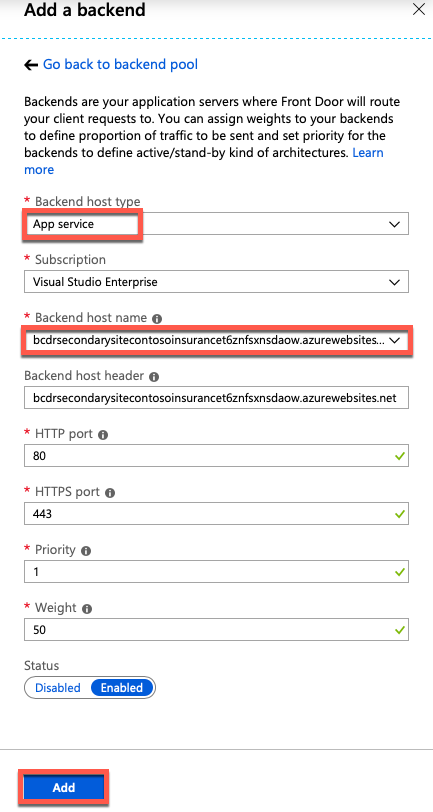 Add a backend
Go back to backend pool
Backends are your application servers where Front Door will route
your client requests to. You can assign weights to your backends
to define proportion of traffic to be sent and set priority for the
backends to define active/stand-by kind of architectures. Learn
more
* Backend host type
App service
* Subscription
Visual Studio Enterprise
* Backend host name
bcdrsecondarysitecontosoinsurancet6znfsxnsdaow.azurewebsites...
Backend host header
bcdrsecondarysitecontosoinsurancet6znfsxnsdaow.azurewebsites.net
* HTTP port
80
* HTTPS port
443
* Priority
1
* Weight
50
Status
Disabled Enabled
Add